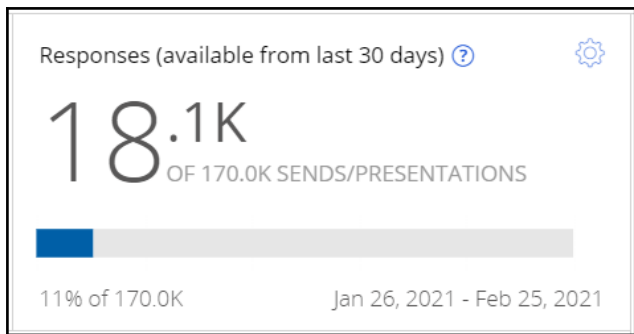 Responses (available from last 30 days) ?
18.1K
OF 170.0K SENDS/PRESENTATIONS
11% of 170.0K
Jan 26, 2021 - Feb 25, 2021